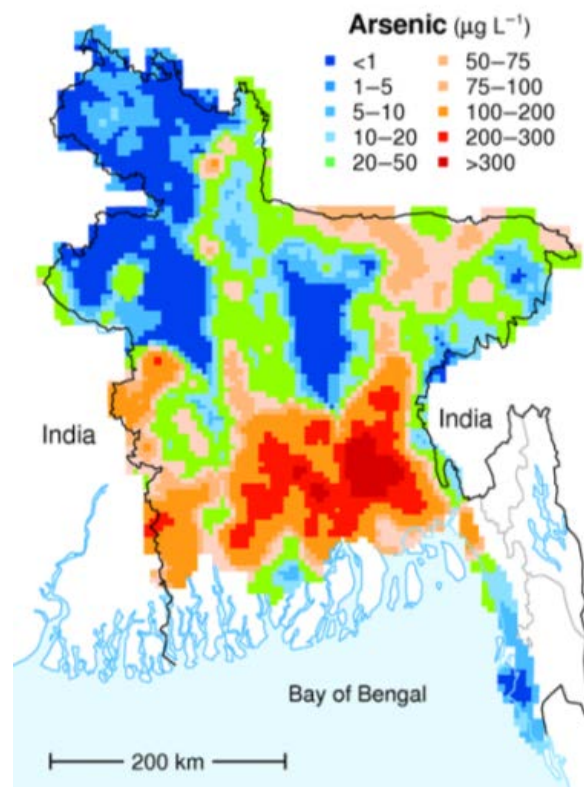 Arsenic (µg L⁻¹)
<1
1–5
5–10
10–20
20–50
50–75
75–100
100–200
200–300
>300
India
India
Bay of Bengal
200 km